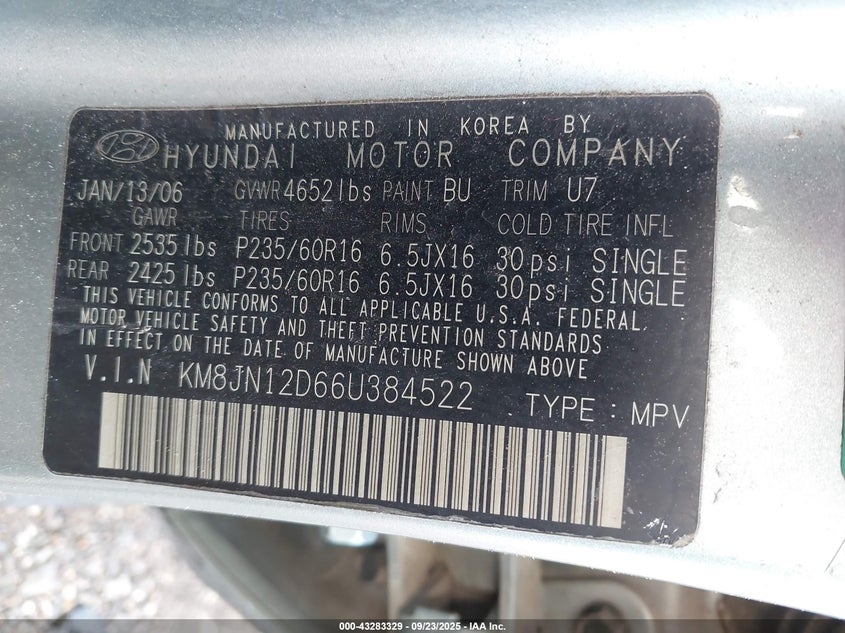 MANUFACTURED IN KOREA BY
HYUNDAI MOTOR COMPANY
JAN/13/06 GVWR 4652lbs PAINT BU TRIM U7
GAWR TIRES RIMS COLD TIRE INFL
FRONT 2535lbs P235/60R16 6.5JX16 30psi SINGLE
REAR 2425lbs P235/60R16 6.5JX16 30psi SINGLE
THIS VEHICLE CONFORMS TO ALL APPLICABLE U.S.A. FEDERAL
MOTOR VEHICLE SAFETY AND THEFT PREVENTION STANDARDS
IN EFFECT ON THE DATE OF MANUFACTURE SHOWN ABOVE
V.I.N KM8JN12D66U384522 TYPE : MPV
000-43283329 - 09/23/2025 - IAA Inc.